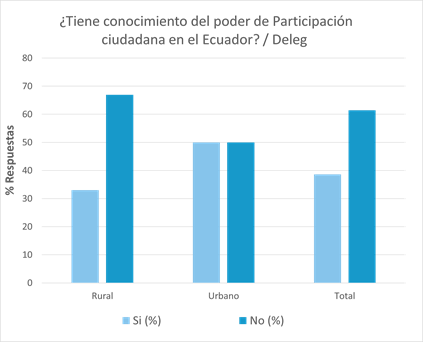 ¿Tiene conocimiento del poder de Participación
ciudadana en el Ecuador? / Deleg
% Respuestas
80
70
60
50
40
30
20
10
0
Rural Urbano Total
Si (%) No (%)